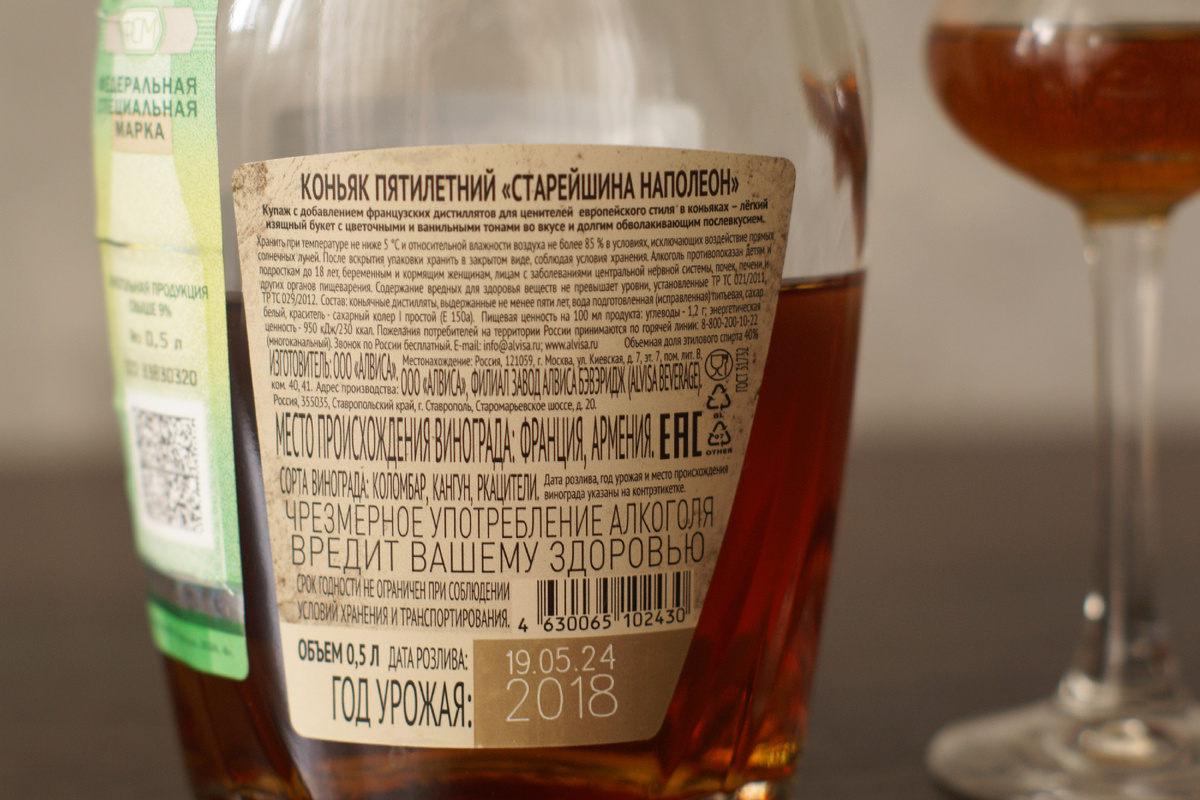 РСМ
ФЕДЕРАЛЬНАЯ
СПЕЦИАЛЬНАЯ
МАРКА
ПРОДУКЦИЯ
СВЫШЕ 9%
0,5 л
КОНЬЯК ПЯТИЛЕТНИЙ «СТАРЕЙШИНА НАПОЛЕОН»
Купаж с добавлением французских дистиллятов для ценителей европейского стиля в коньяках – лёгкий
изящный букет с цветочными и ванильными тонами во вкусе и долгим обволакивающим послевкусием.
Хранить при температуре не ниже 5 °С и относительной влажности воздуха не более 85 % в условиях, исключающих воздействие прямых
солнечных лучей. После вскрытия упаковки хранить в закрытом виде, соблюдая условия хранения. Алкоголь противопоказан детям и
подросткам до 18 лет, беременным и кормящим женщинам, лицам с заболеваниями центральной нервной системы, почек, печени и
других органов пищеварения. Содержание вредных для здоровья веществ не превышает уровни, установленные ТР ТС 021/2011,
ТР ТС 029/2012. Состав: коньячные дистилляты, выдержанные не менее пяти лет, вода подготовленная (исправленная) питьевая, сахар
белый, краситель - сахарный колер I простой (Е 150а). Пищевая ценность на 100 мл продукта: углеводы - 1,2 г; энергетическая
ценность - 950 кДж/230 ккал. Пожелания потребителей на территории России принимаются по горячей линии: 8-800-200-10-22
(многоканальный). Звонок по России бесплатный. E-mail: info@alvisa.ru; www.alvisa.ru Объемная доля этилового спирта 40%
ИЗГОТОВИТЕЛЬ: ООО «АЛВИСА», Местонахождение: Россия, 121059, г. Москва, ул. Киевская, д. 7, эт. 7, пом. лит. В,
ком. 40, 41. Адрес производства: ООО «АЛВИСА», ФИЛИАЛ ЗАВОД АЛВИСА БЭВЭРИДЖ (ALVISA BEVERAGE).
Россия, 355035, Ставропольский край, г. Ставрополь, Старомарьевское шоссе, д. 20.
ГОСТ 31732
МЕСТО ПРОИСХОЖДЕНИЯ ВИНОГРАДА: ФРАНЦИЯ, АРМЕНИЯ. EAC
OTHER
СОРТА ВИНОГРАДА: КОЛОМБАР, КАНГУН, РКАЦИТЕЛИ. Дата розлива, год урожая и место происхождения
винограда указаны на контрэтикетке.
ЧРЕЗМЕРНОЕ УПОТРЕБЛЕНИЕ АЛКОГОЛЯ
ВРЕДИТ ВАШЕМУ ЗДОРОВЬЮ
СРОК ГОДНОСТИ НЕ ОГРАНИЧЕН ПРИ СОБЛЮДЕНИИ
УСЛОВИЙ ХРАНЕНИЯ И ТРАНСПОРТИРОВАНИЯ.
4 630065 102430
ОБЪЕМ 0,5 Л ДАТА РОЗЛИВА: 19.05.24
ГОД УРОЖАЯ: 2018